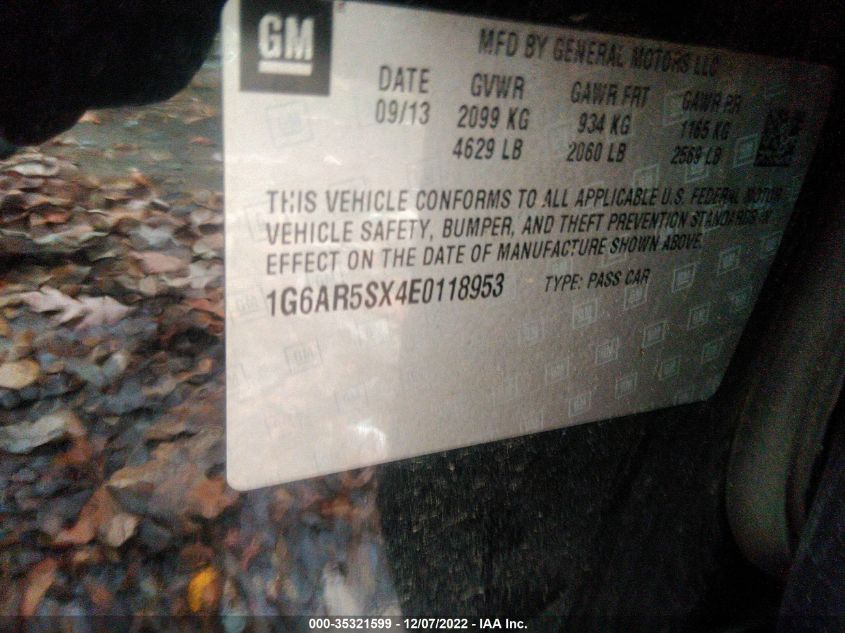 GM
MFD BY GENERAL MOTORS LLC
DATE GVWR GAWR FRT GAWR RR
09/13 2099 KG 934 KG 1165 KG
4629 LB 2060 LB 2569 LB
THIS VEHICLE CONFORMS TO ALL APPLICABLE U.S. FEDERAL MOTOR
VEHICLE SAFETY, BUMPER, AND THEFT PREVENTION STANDARDS IN
EFFECT ON THE DATE OF MANUFACTURE SHOWN ABOVE.
1G6AR5SX4E0118953 TYPE: PASS CAR
000-35321599 - 12/07/2022 - IAA Inc.